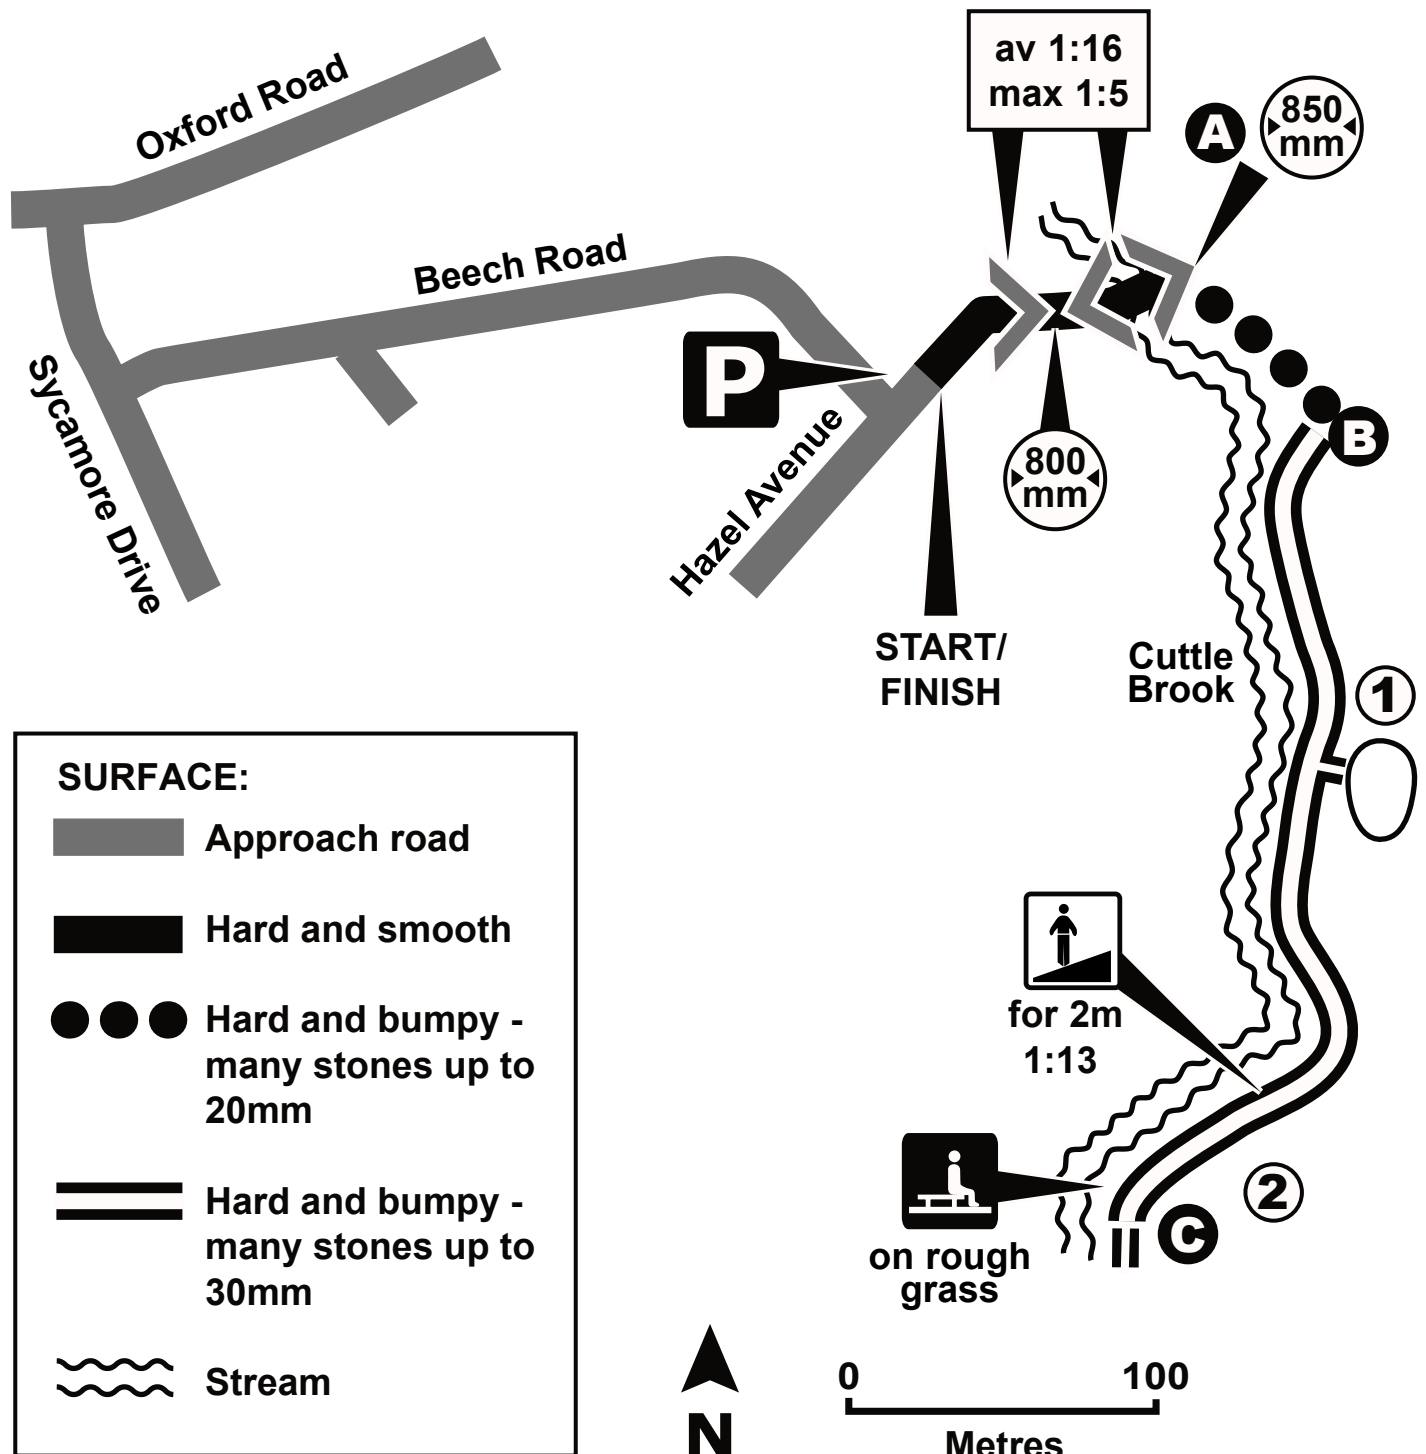 av 1:16
max 1:5
A
850
mm
Oxford Road
Beech Road
P
B
800
mm
Sycamore Drive
Hazel Avenue
START/
FINISH
Cuttle
Brook
1
SURFACE:
Approach road
Hard and smooth
Hard and bumpy -
many stones up to
20mm
Hard and bumpy -
many stones up to
30mm
Stream
for 2m
1:13
2
C
on rough
grass
N
0 100
Metres